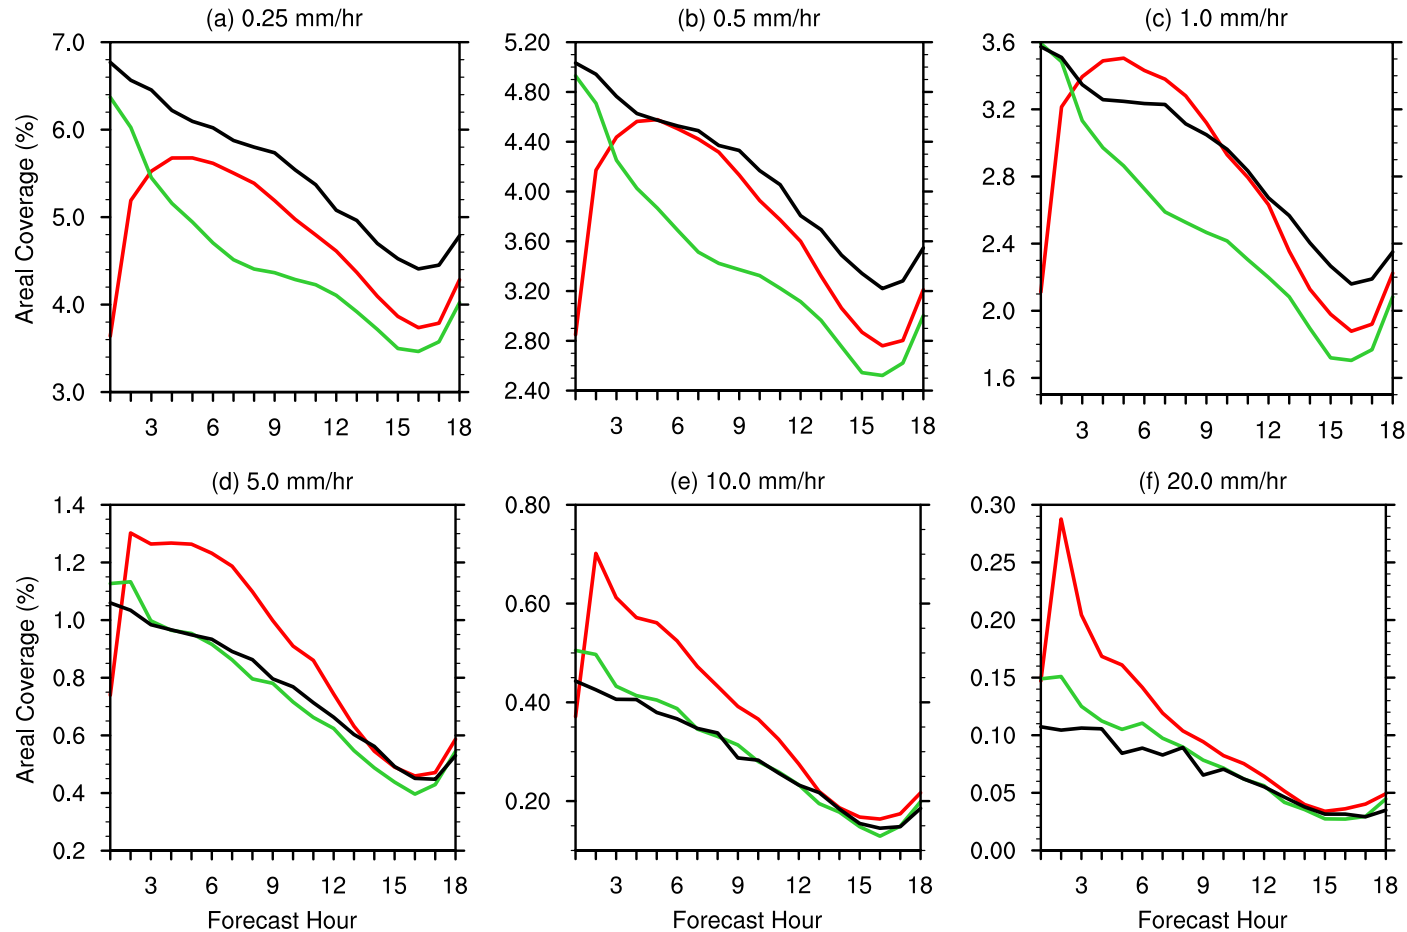 (a) 0.25 mm/hr
(b) 0.5 mm/hr
(c) 1.0 mm/hr
Areal Coverage (%)
7.0
6.0
5.0
4.0
3.0
3 6 9 12 15 18
5.20
4.80
4.40
4.00
3.60
3.20
2.80
2.40
3 6 9 12 15 18
3.6
3.2
2.8
2.4
2.0
1.6
3 6 9 12 15 18
(d) 5.0 mm/hr
(e) 10.0 mm/hr
(f) 20.0 mm/hr
Areal Coverage (%)
1.4
1.2
1.0
0.8
0.6
0.4
0.2
3 6 9 12 15 18
Forecast Hour
0.80
0.60
0.40
0.20
3 6 9 12 15 18
Forecast Hour
0.30
0.25
0.20
0.15
0.10
0.05
0.00
3 6 9 12 15 18
Forecast Hour